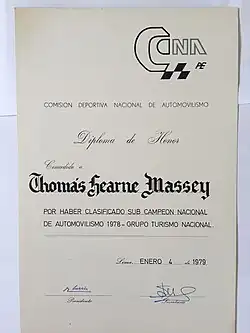 CDNA
PE
COMISION DEPORTIVA NACIONAL DE AUTOMOVILISMO
Diploma de Honor
Concedido a
Thomás Hearne Massey
POR HABER CLASIFICADO SUB CAMPEON NACIONAL
DE AUTOMOVILISMO 1978 - GRUPO TURISMO NACIONAL
Lima, ENERO 4 de 1979
Presidente